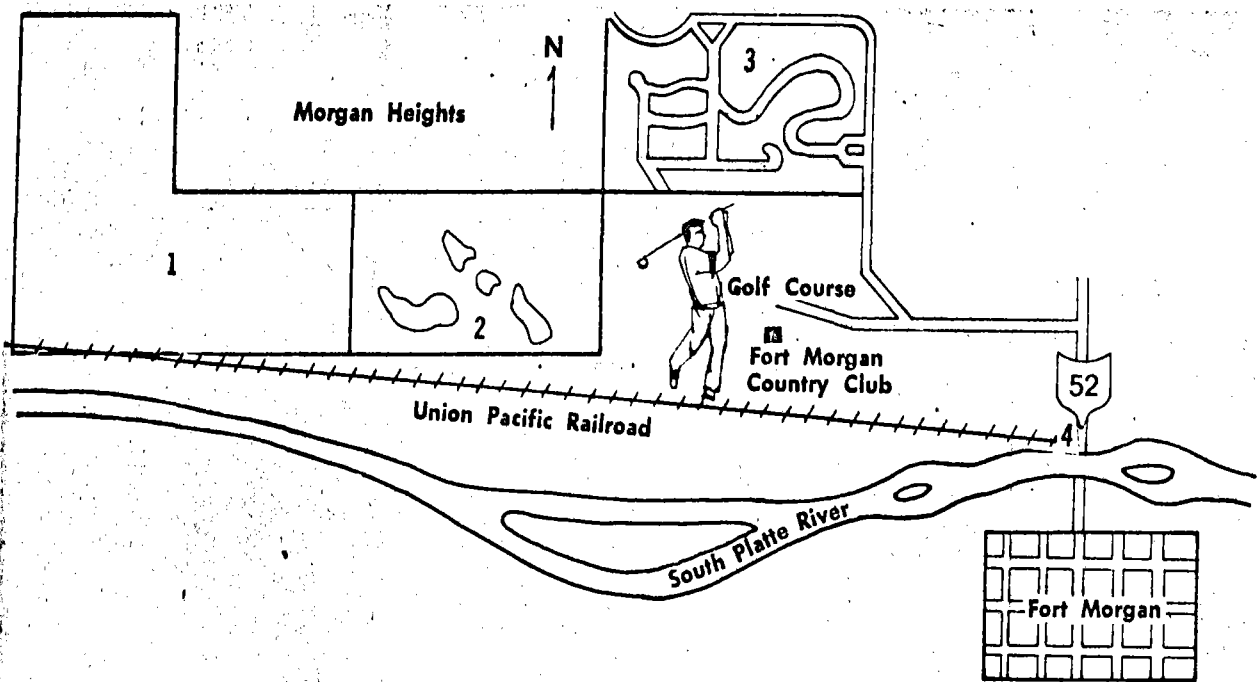 N
3
Morgan Heights
1
2
Golf Course
Fort Morgan
Country Club
52
Union Pacific Railroad
4
South Platte River
Fort Morgan